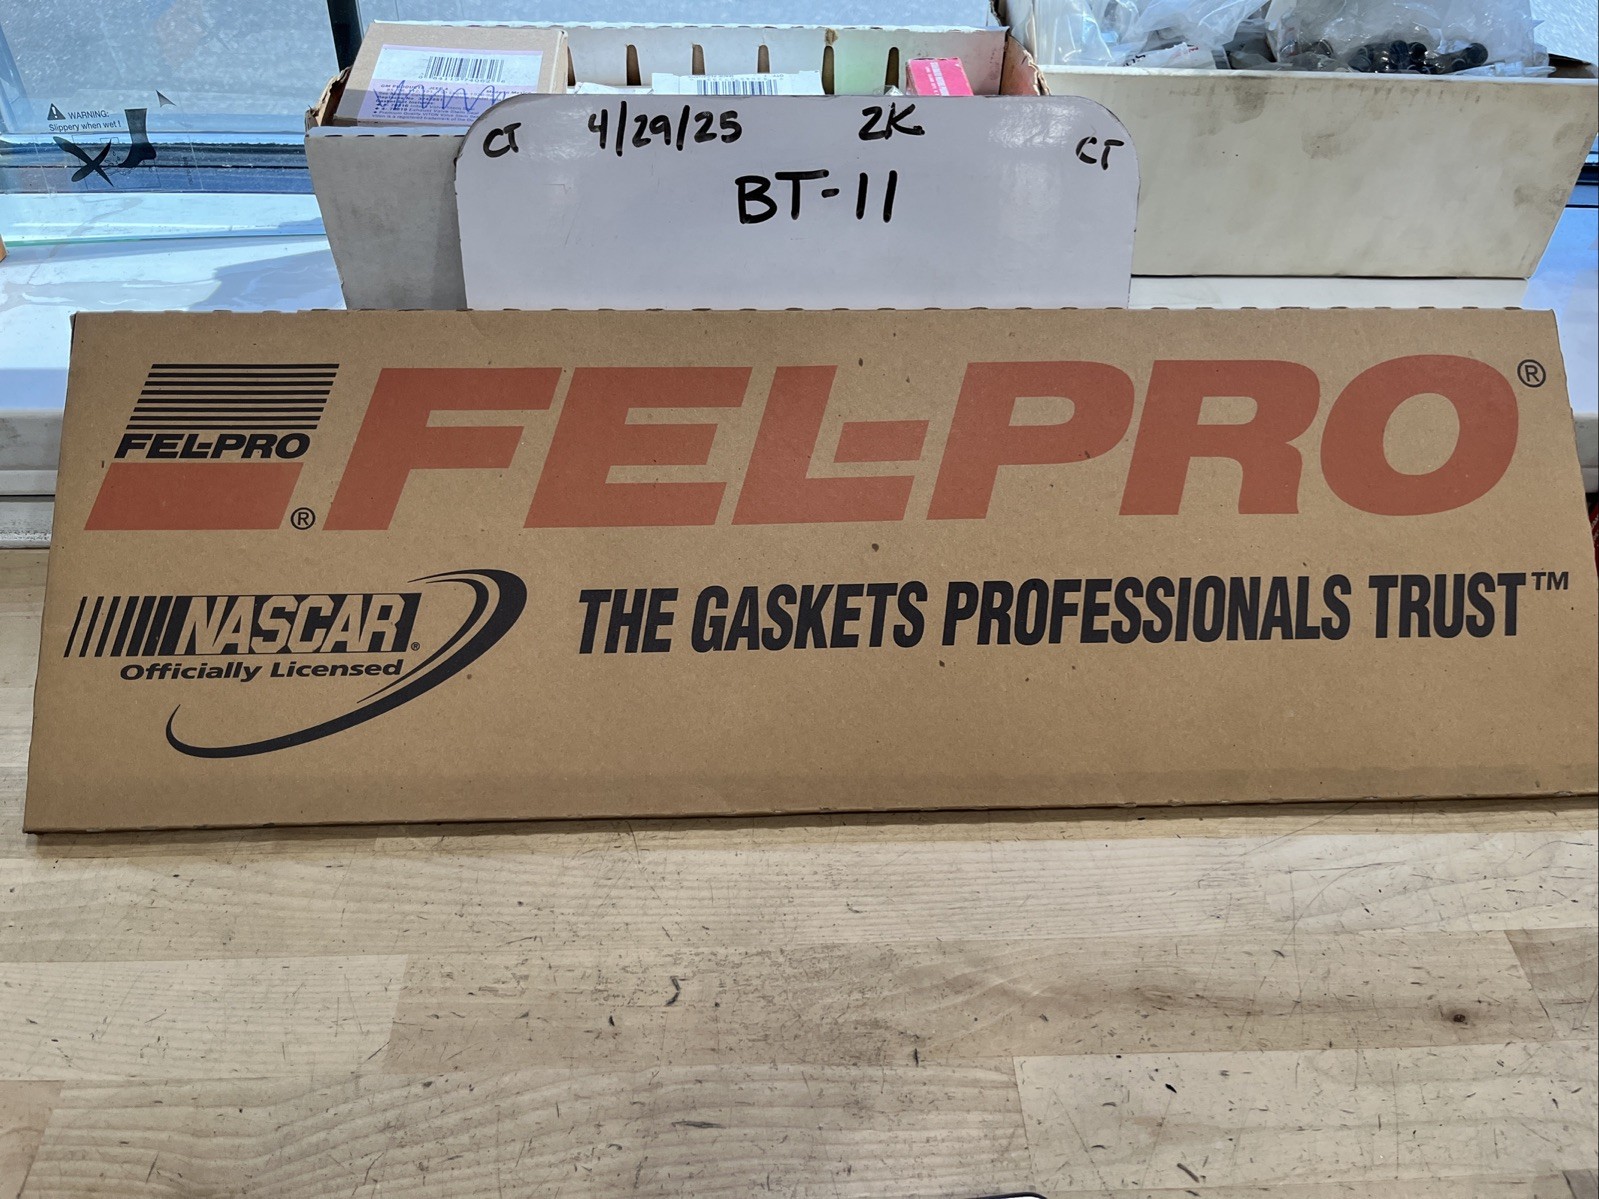 ⚠ WARNING:
Slippery when wet !
CT 4/29/25 2K CT
BT-11
FEL-PRO ®
FEL-PRO ®
NASCAR ®
Officially Licensed
THE GASKETS PROFESSIONALS TRUST™